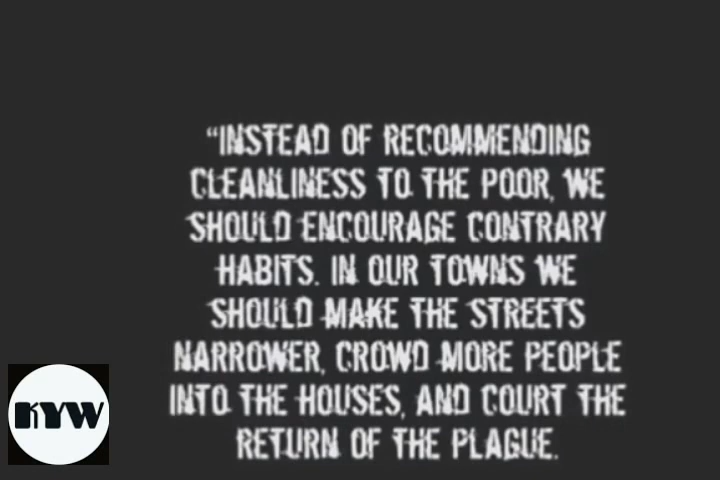 “INSTEAD OF RECOMMENDING
CLEANLINESS TO THE POOR, WE
SHOULD ENCOURAGE CONTRARY
HABITS. IN OUR TOWNS WE
SHOULD MAKE THE STREETS
NARROWER, CROWD MORE PEOPLE
INTO THE HOUSES, AND COURT THE
RETURN OF THE PLAGUE.
KYW